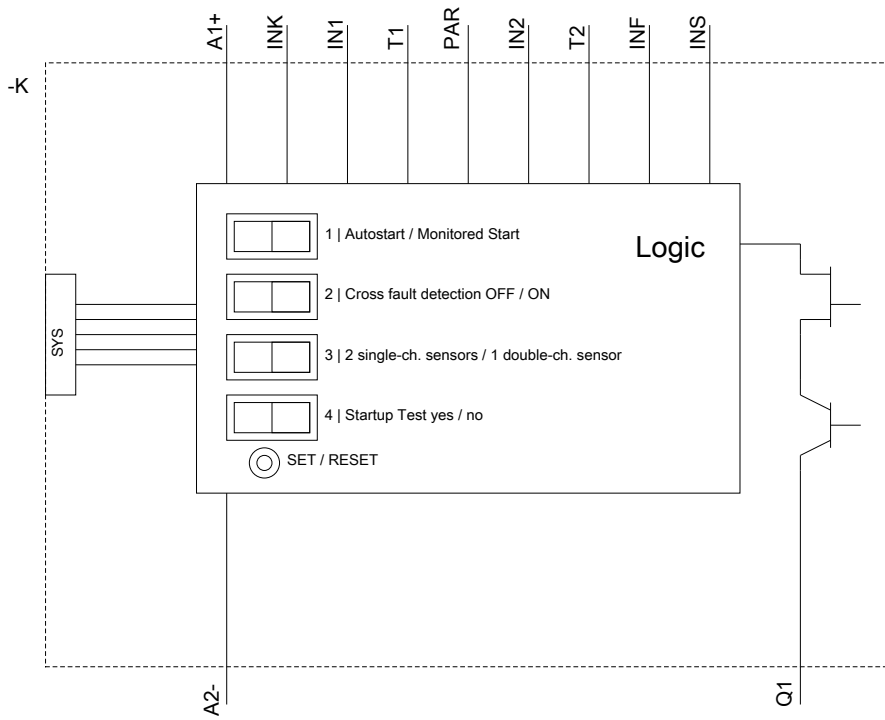 A1+
INK
IN1
T1
PAR
IN2
T2
INF
INS
-K
1 | Autostart / Monitored Start
Logic
2 | Cross fault detection OFF / ON
SYS
3 | 2 single-ch. sensors / 1 double-ch. sensor
4 | Startup Test yes / no
SET / RESET
A2-
Q1